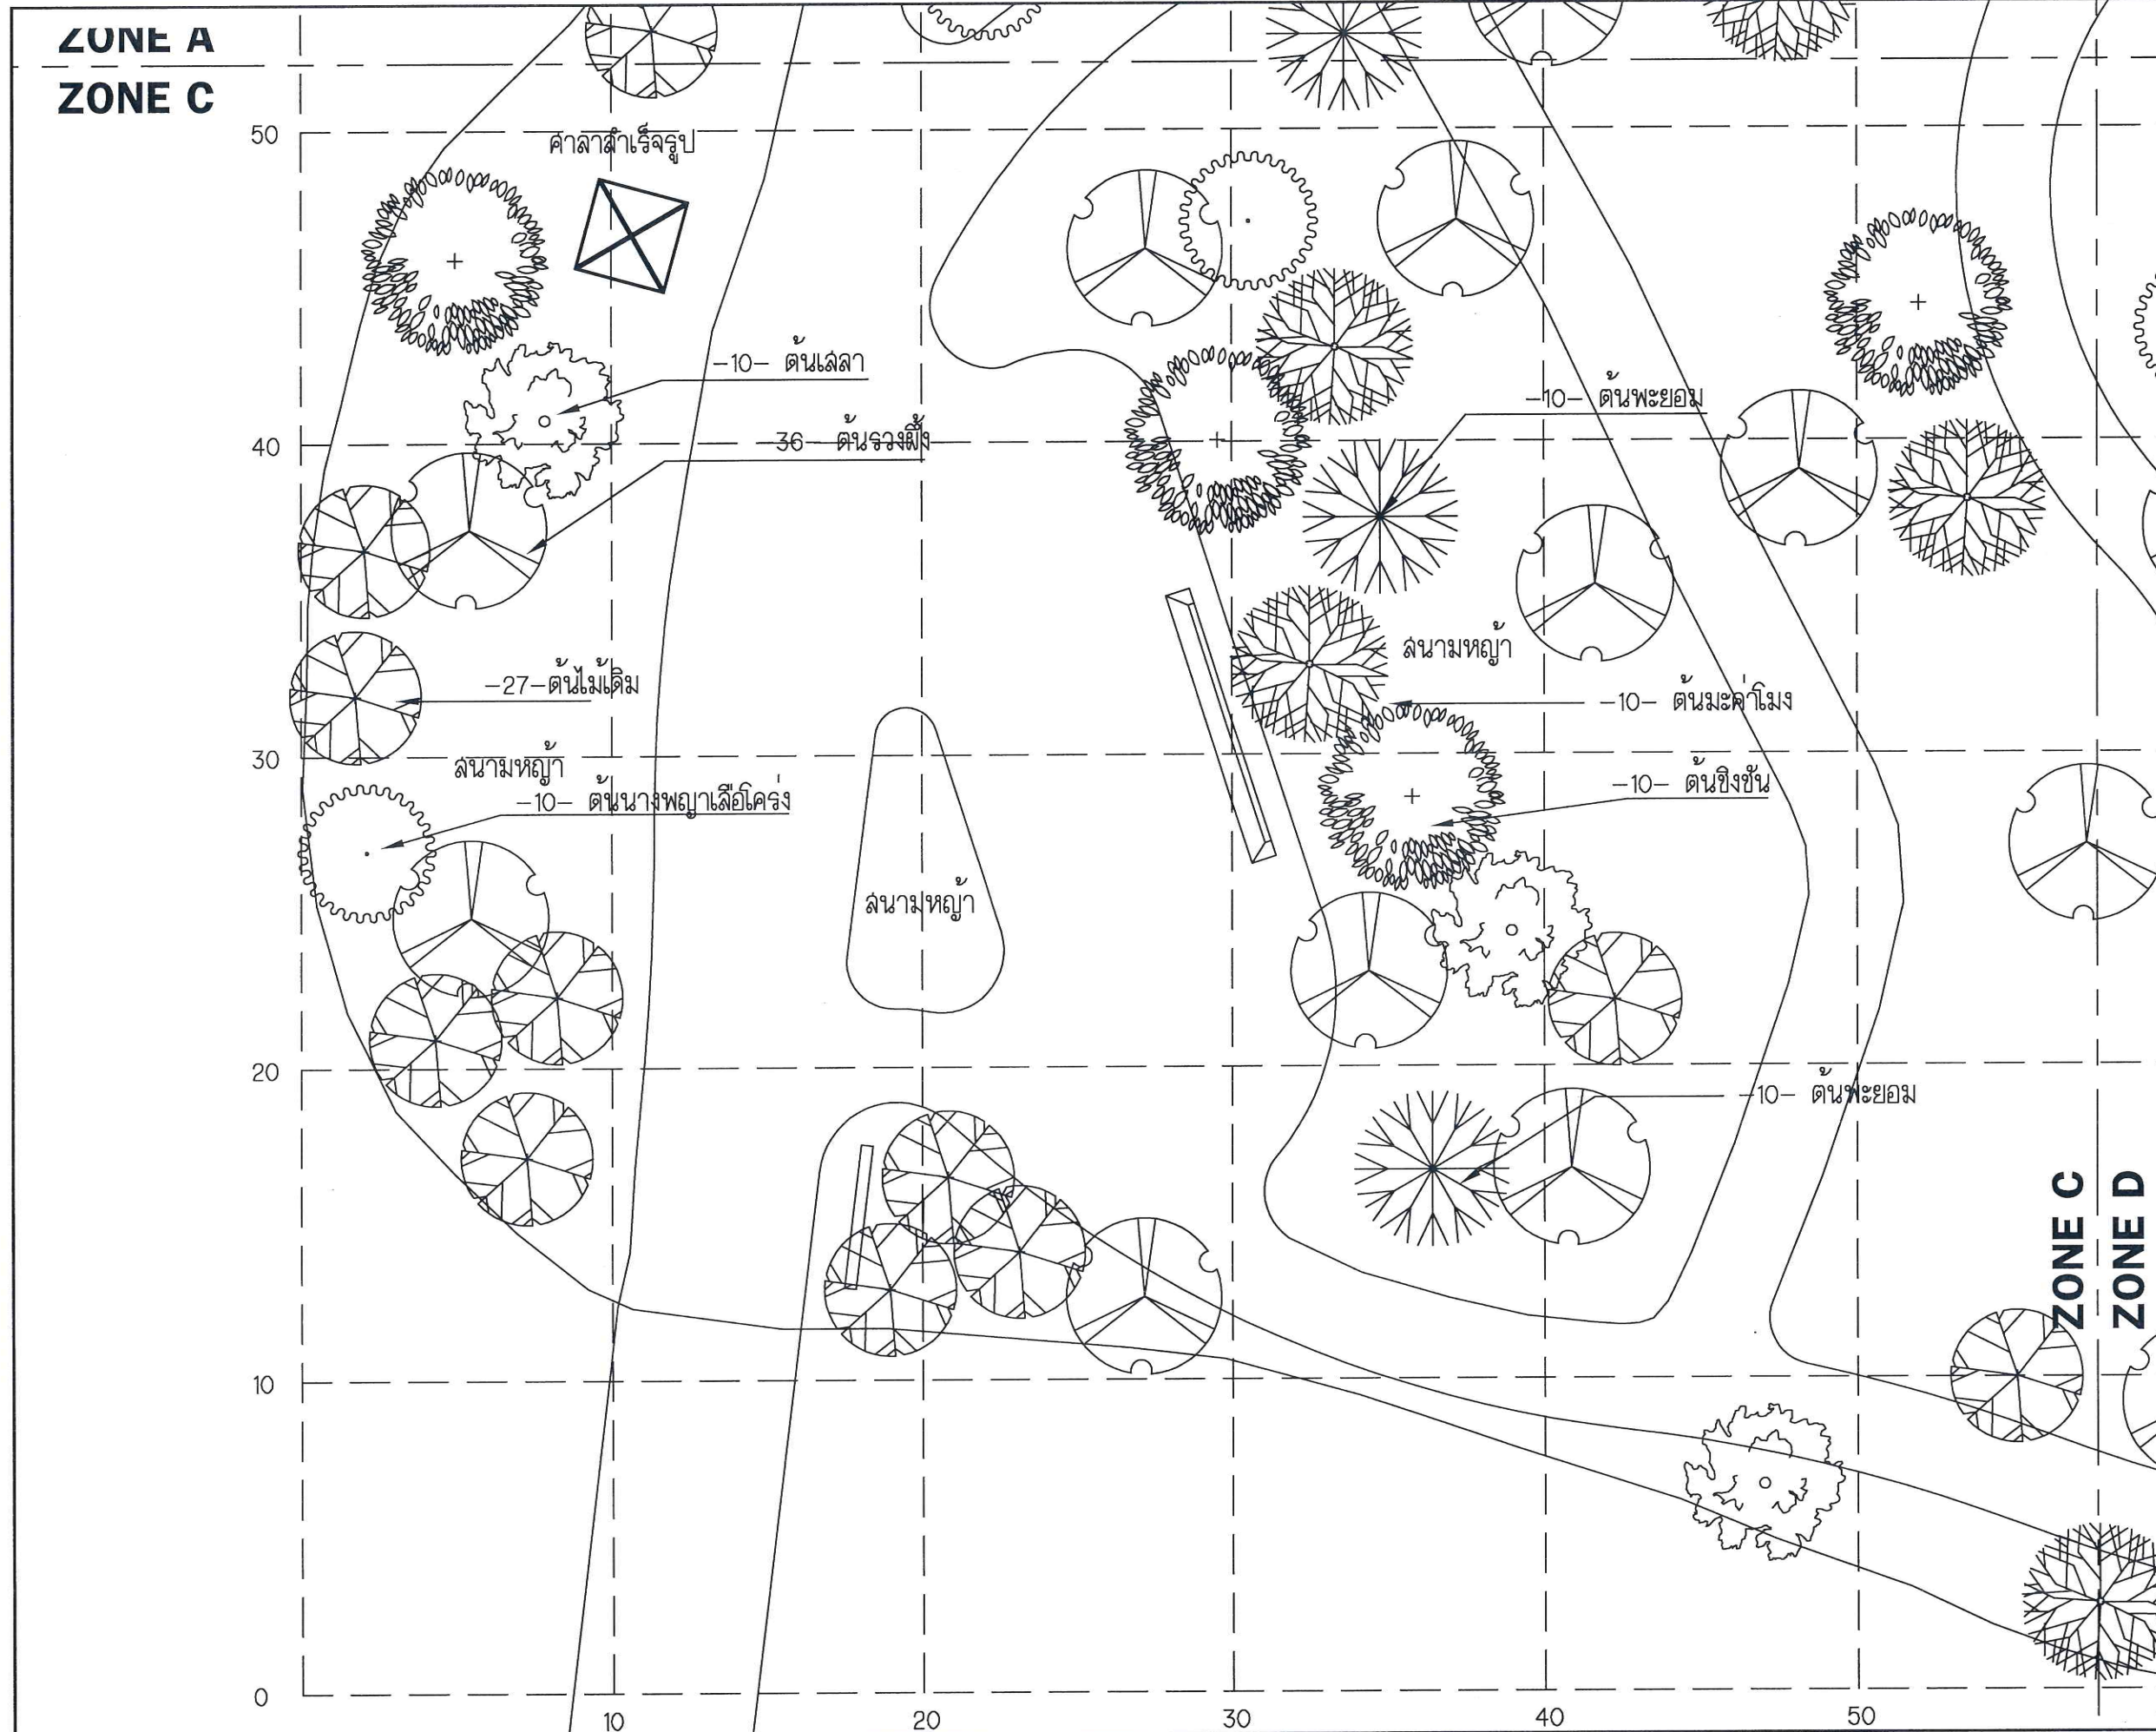 ZONE A
ZONE C
50
ศาลาสำเร็จรูป
-10- ต้นเสลา
-10- ต้นพะยอม
40
-36- ต้นรวงผึ้ง
สนามหญ้า
-27-ต้นไม้เดิม
-10- ต้นมะค่าโมง
30
สนามหญ้า
-10- ต้นชิงชัน
-10- ต้นนางพญาเสือโคร่ง
สนามหญ้า
20
-10- ต้นพะยอม
ZONE C
ZONE D
10
0
10
20
30
40
50